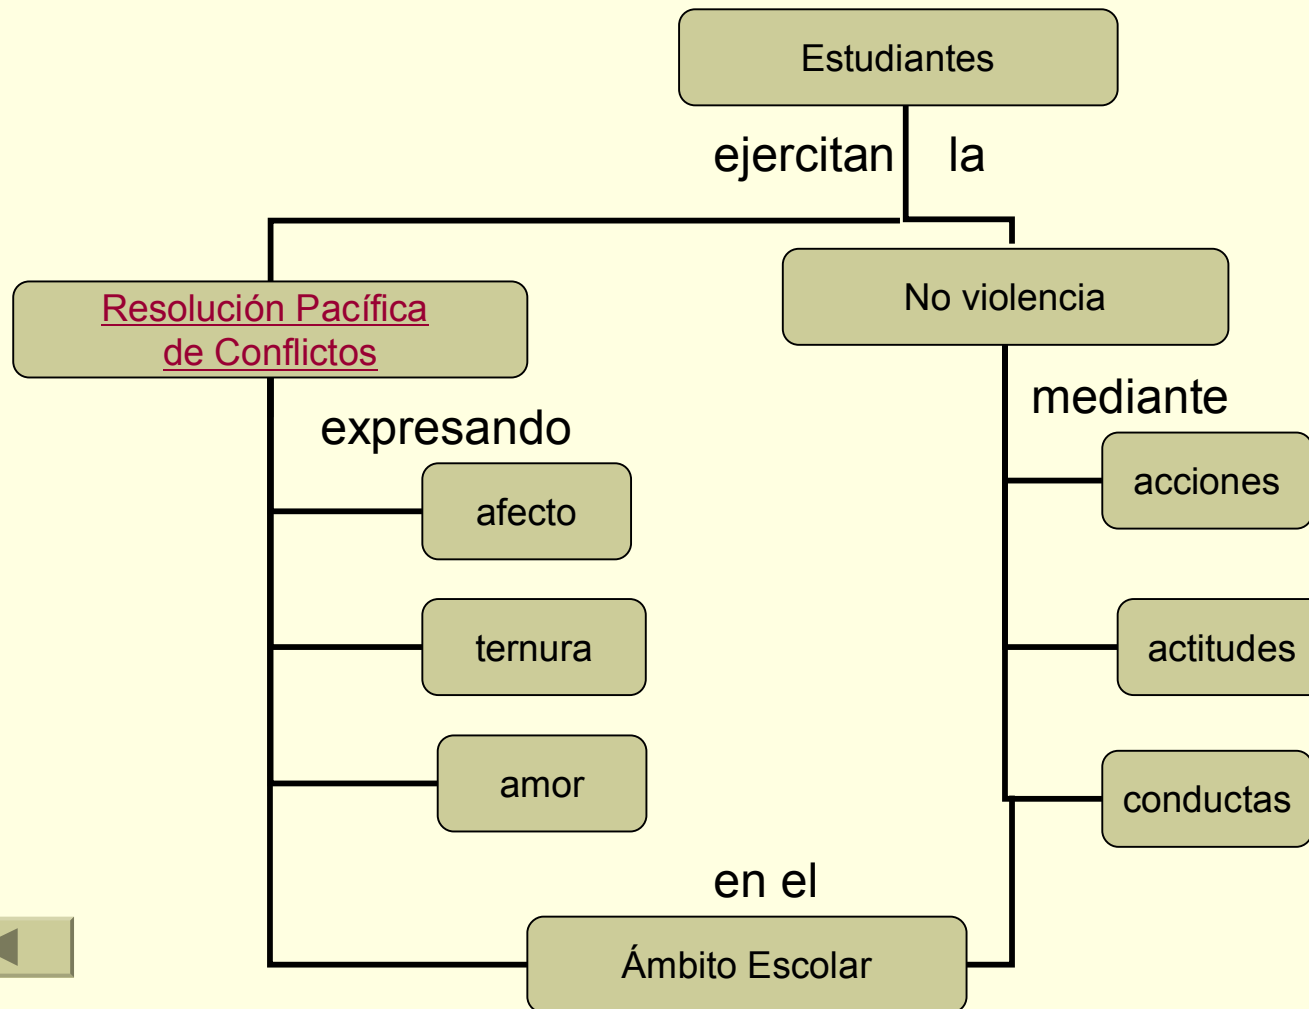 Estudiantes
ejercitan la
Resolución Pacífica
de Conflictos
No violencia
expresando
mediante
afecto
acciones
ternura
actitudes
amor
conductas
en el
Ámbito Escolar